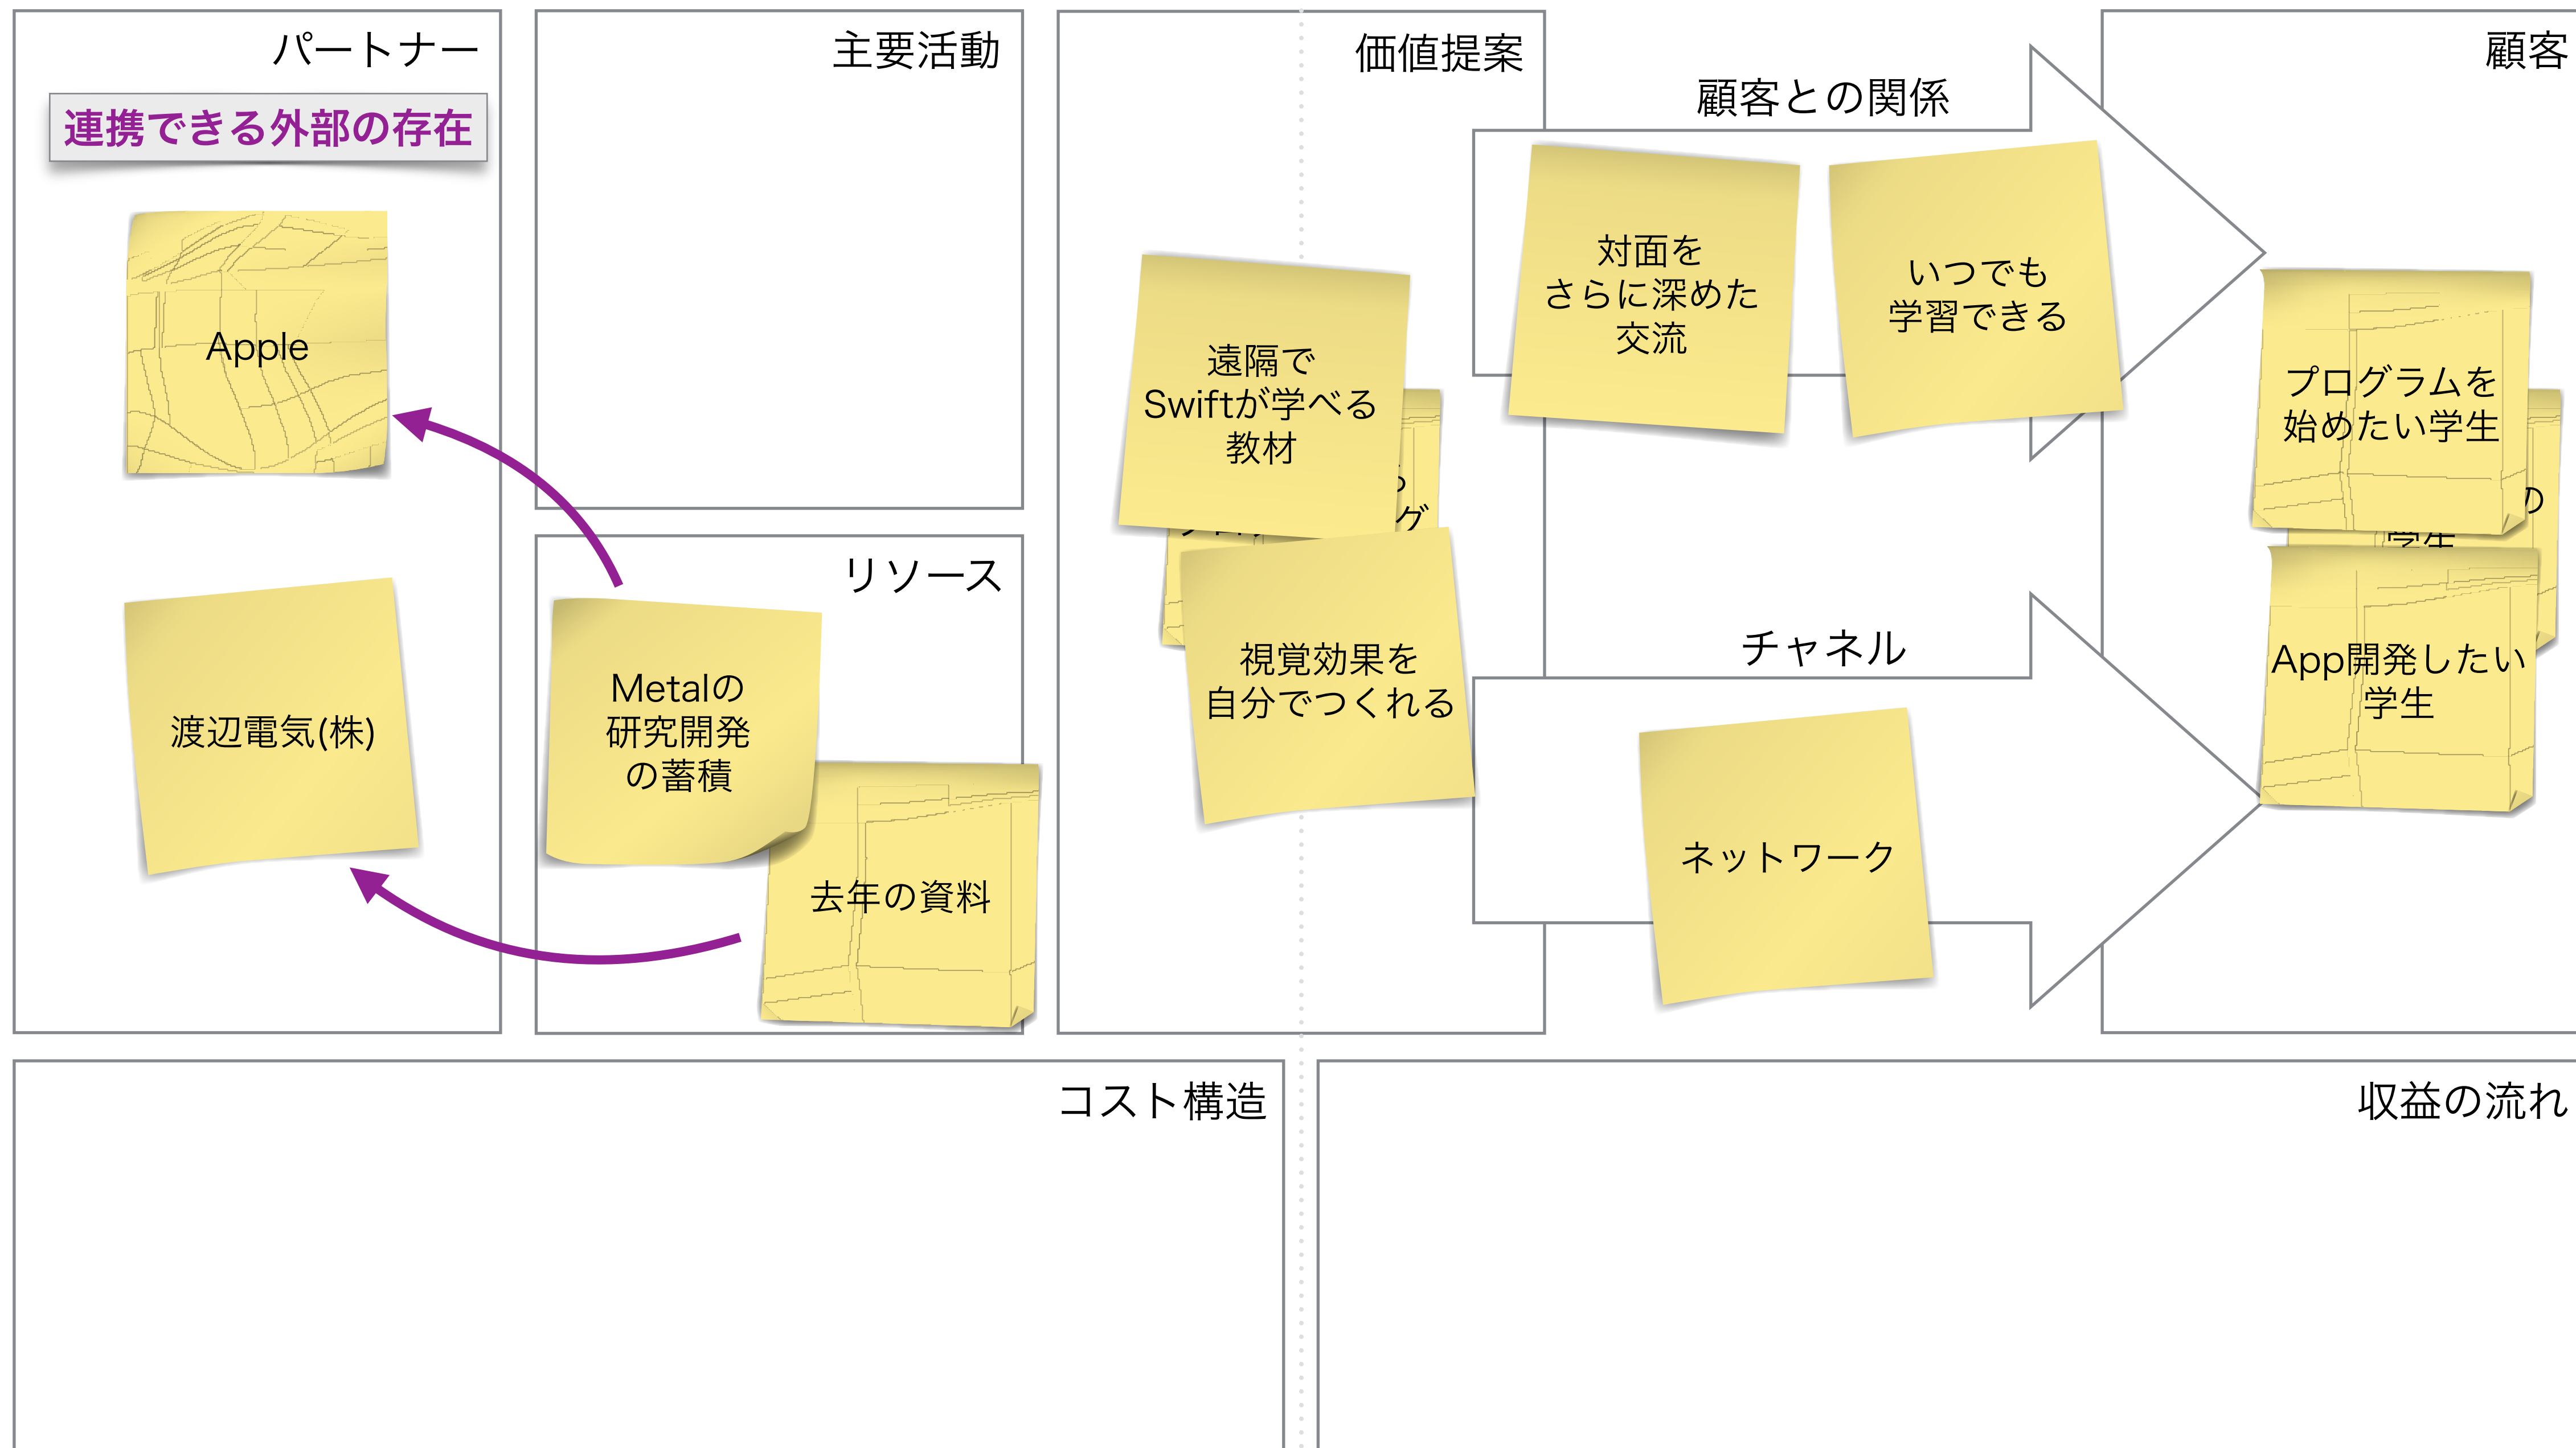 パートナー
連携できる外部の存在
Apple
渡辺電気(株)
主要活動
リソース
Metalの
研究開発
の蓄積
去年の資料
価値提案
遠隔で
Swiftが学べる
教材
グ
視覚効果を
自分でつくれる
顧客との関係
対面を
さらに深めた
交流
いつでも
学習できる
チャネル
ネットワーク
顧客
プログラムを
始めたい学生
の
学生
App開発したい
学生
コスト構造
収益の流れ